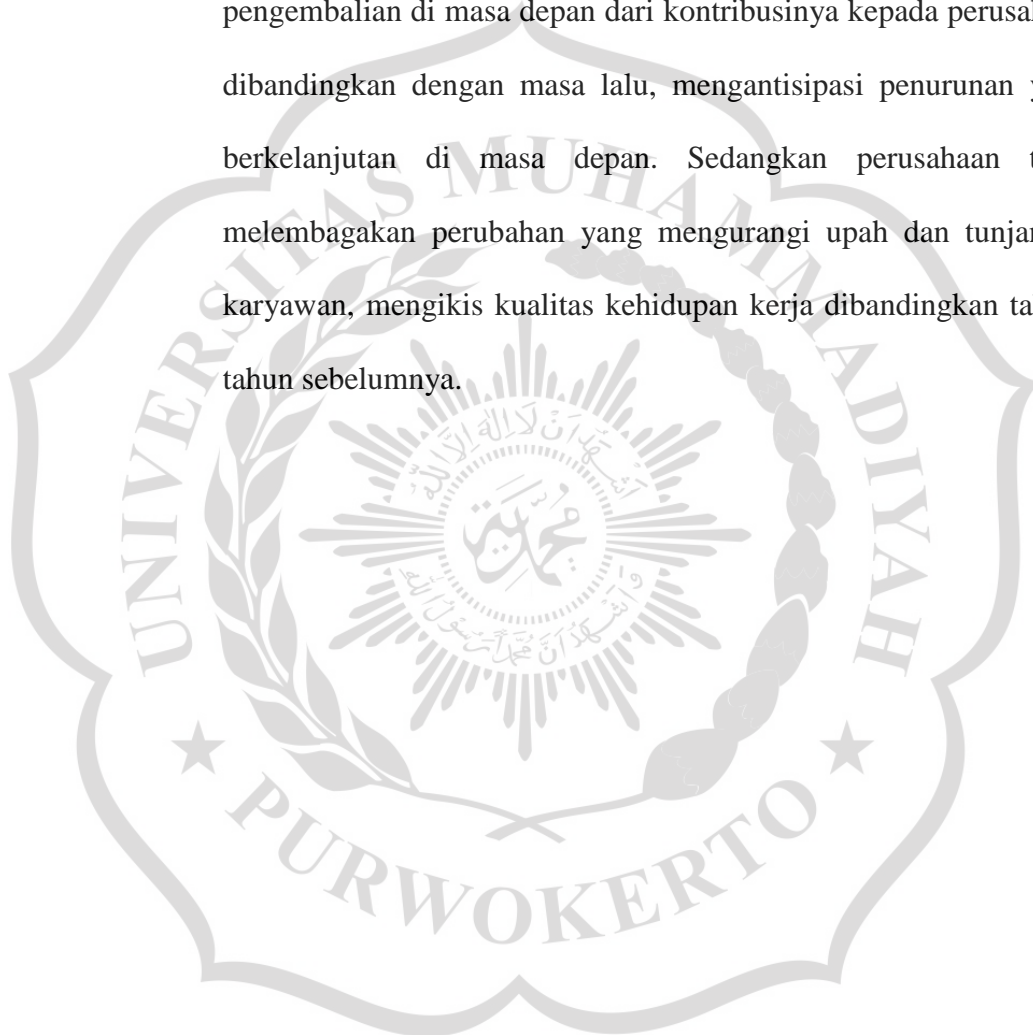 pengembalian di masa depan dari kontribusinya kepada
dibandingkan dengan masa lalu, mengantisipasi penurunan
berkelanjutan di masa depan. Sedangkan perusahaan
melembagakan perubahan yang mengurangi upah dan
karyawan, mengikis kualitas kehidupan kerja dibandingkan
tahun sebelumnya.
UNIVERSITAS MUHAMMADIYAH
★ PURWOKERTO ★